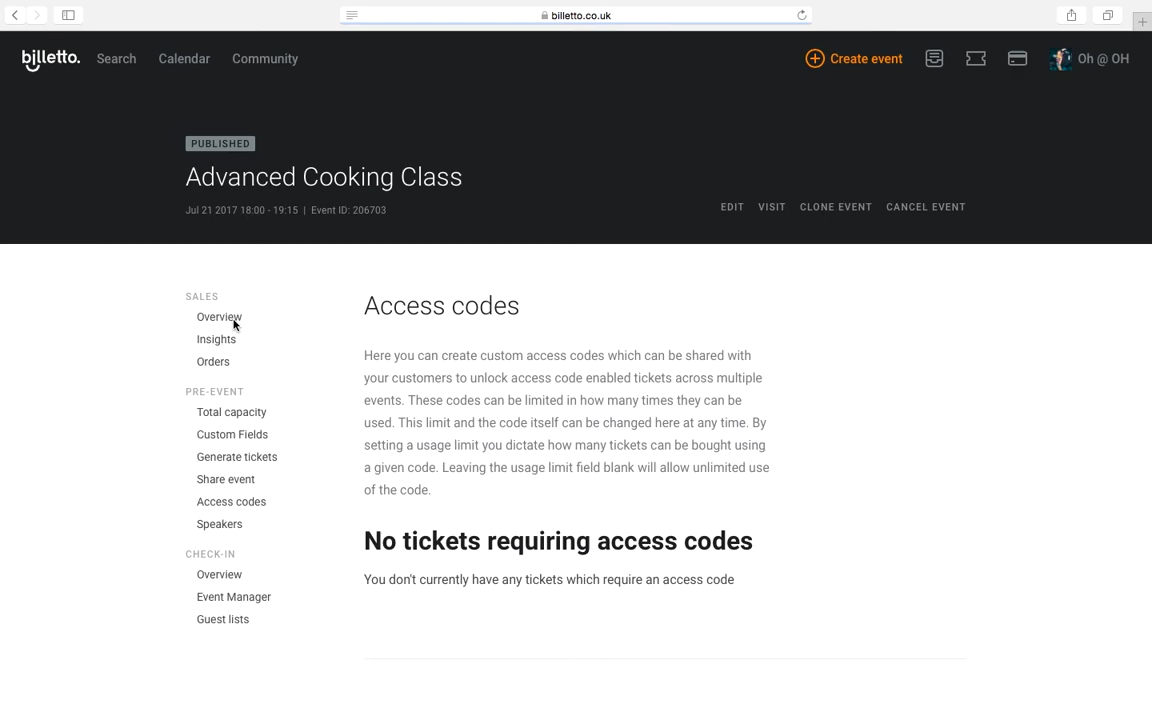 billetto.co.uk
billetto. Search Calendar Community Create event Oh @ OH
PUBLISHED
Advanced Cooking Class
Jul 21 2017 18:00 - 19:15 | Event ID: 206703
EDIT VISIT CLONE EVENT CANCEL EVENT
SALES
Overview
Insights
Orders
PRE-EVENT
Total capacity
Custom Fields
Generate tickets
Share event
Access codes
Speakers
CHECK-IN
Overview
Event Manager
Guest lists
Access codes
Here you can create custom access codes which can be shared with
your customers to unlock access code enabled tickets across multiple
events. These codes can be limited in how many times they can be
used. This limit and the code itself can be changed here at any time. By
setting a usage limit you dictate how many tickets can be bought using
a given code. Leaving the usage limit field blank will allow unlimited use
of the code.
No tickets requiring access codes
You don't currently have any tickets which require an access code